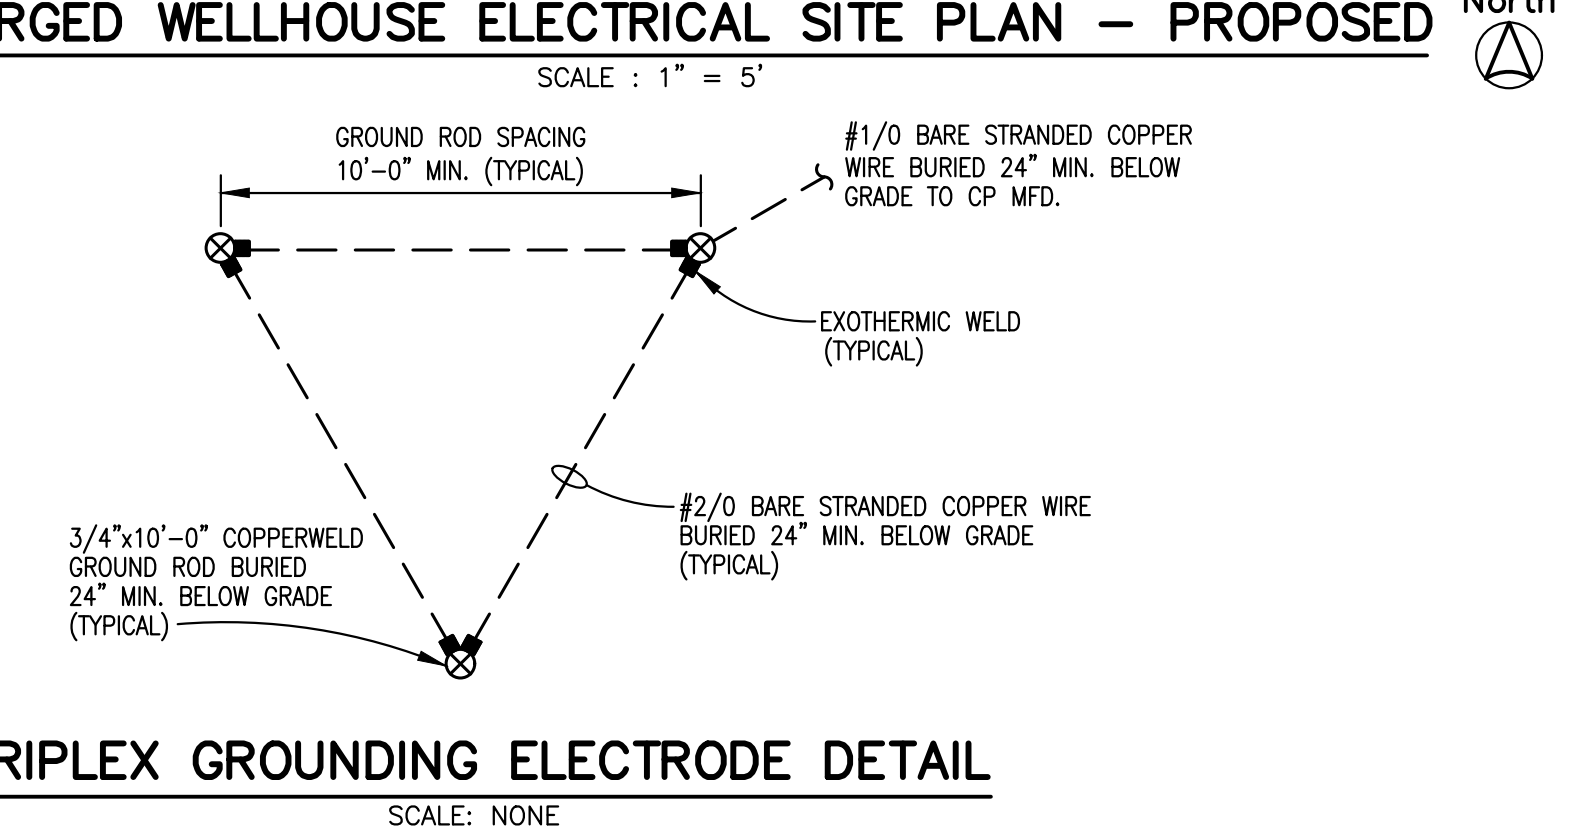 RGED WELLHOUSE ELECTRICAL SITE PLAN – PROPOSED
North
SCALE : 1" = 5'
GROUND ROD SPACING
10'–0" MIN. (TYPICAL)
#1/0 BARE STRANDED COPPER
WIRE BURIED 24" MIN. BELOW
GRADE TO CP MFD.
EXOTHERMIC WELD
(TYPICAL)
#2/0 BARE STRANDED COPPER WIRE
BURIED 24" MIN. BELOW GRADE
(TYPICAL)
3/4"x10'–0" COPPERWELD
GROUND ROD BURIED
24" MIN. BELOW GRADE
(TYPICAL)
RIPLEX GROUNDING ELECTRODE DETAIL
SCALE: NONE